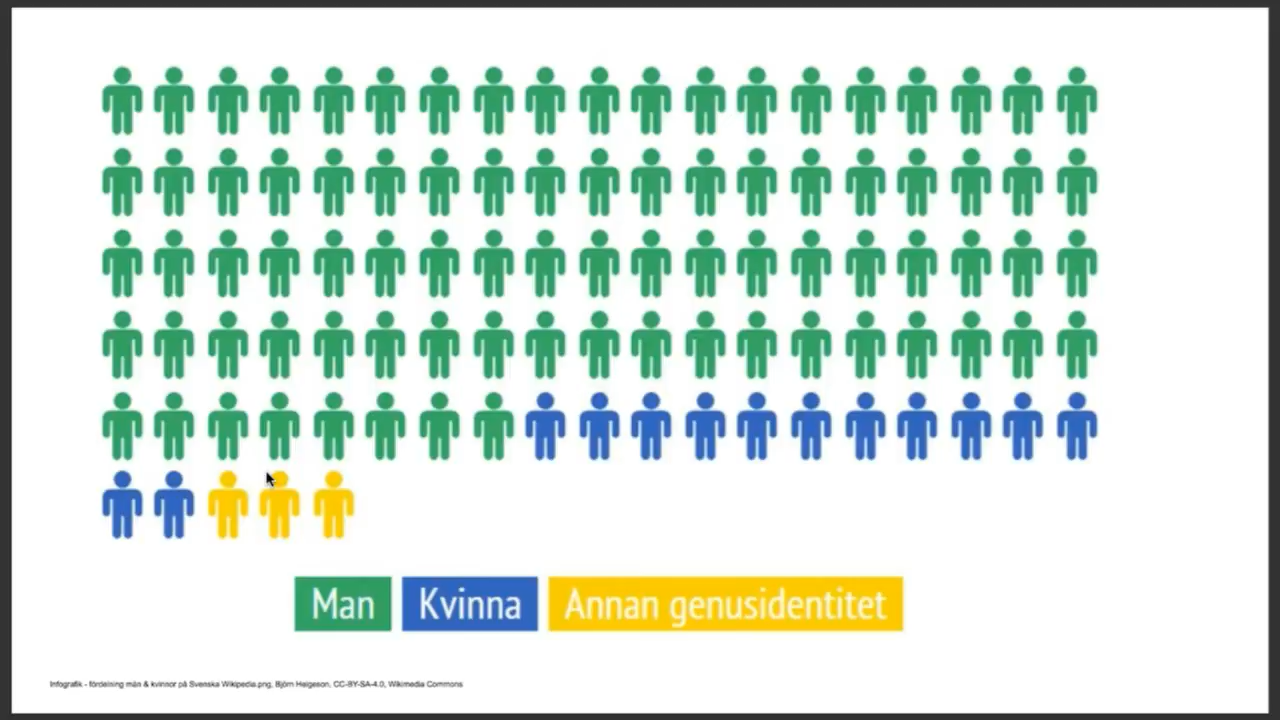 Man
Kvinna
Annan genusidentitet
Infografik - fördelning män & kvinnor på Svenska Wikipedia.png, Björn Helgeson, CC-BY-SA-4.0, Wikimedia Commons